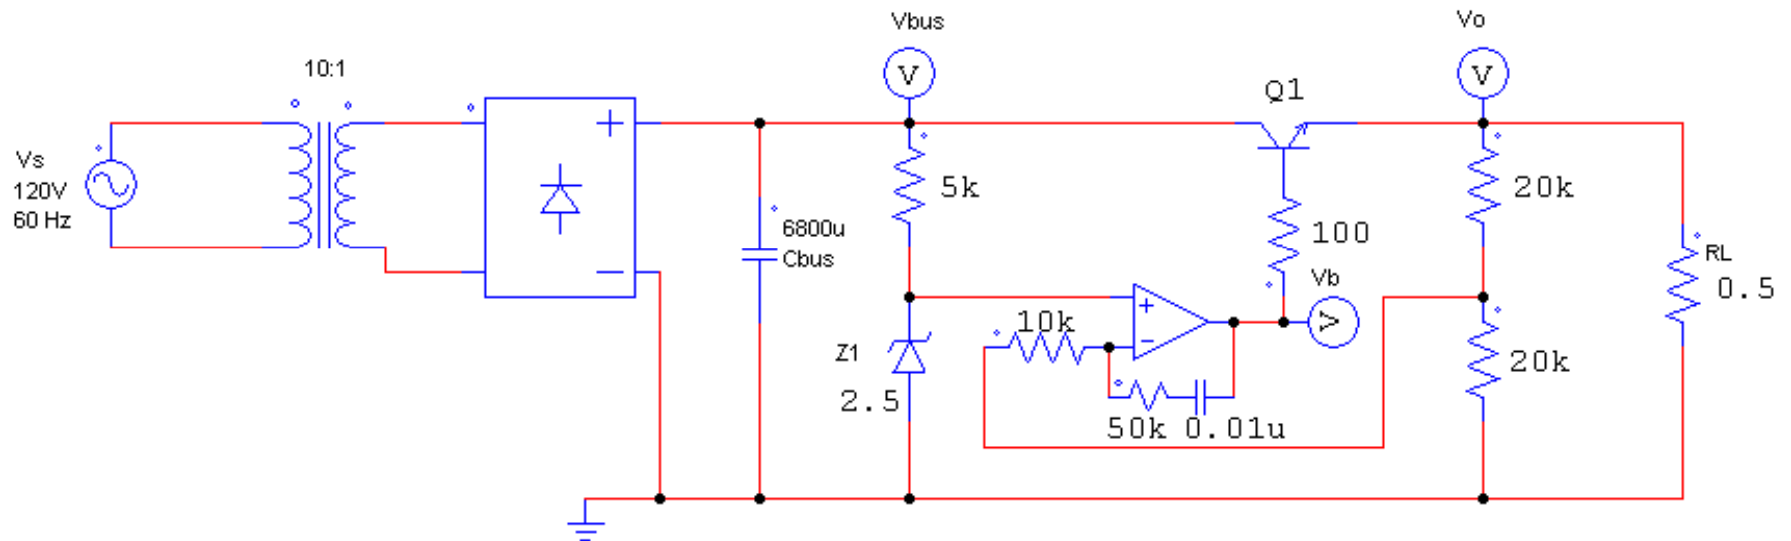 Vbus
Vo
10:1
Q1
Vs
120V
60 Hz
5k
20k
6800u
Cbus
100
Vb
RL
0.5
10k
Z1
2.5
20k
50k
0.01u
V
V
V
+
−
+
−